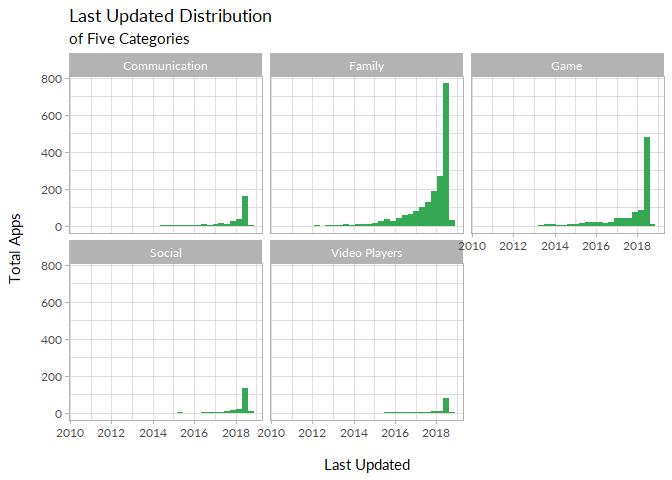 Last Updated Distribution
of Five Categories
Communication
Family
Game
800
600
400
200
0
2010 2012 2014 2016 2018
Social
Video Players
800
600
400
200
0
2010 2012 2014 2016 2018
2010 2012 2014 2016 2018
Total Apps
Last Updated